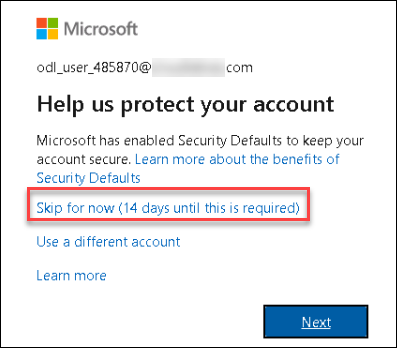 Microsoft
odl_user_485870@ com
Help us protect your account
Microsoft has enabled Security Defaults to keep your
account secure. Learn more about the benefits of
Security Defaults
Skip for now (14 days until this is required)
Use a different account
Learn more
Next